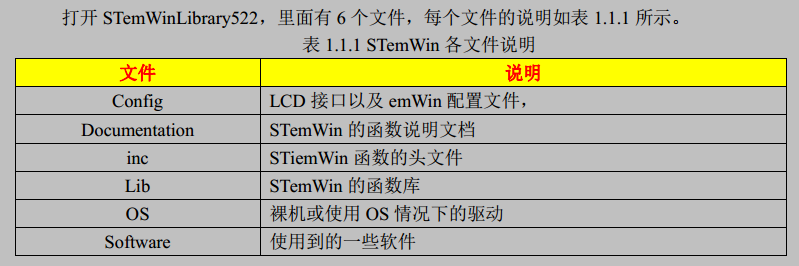 打开 STemWinLibrary522，里面有 6 个文件，每个文件的说明如表 1.1.1 所示。
表 1.1.1 STemWin 各文件说明
文件 说明
Config LCD 接口以及 emWin 配置文件，
Documentation STemWin 的函数说明文档
inc STiemWin 函数的头文件
Lib STemWin 的函数库
OS 裸机或使用 OS 情况下的驱动
Software 使用到的一些软件